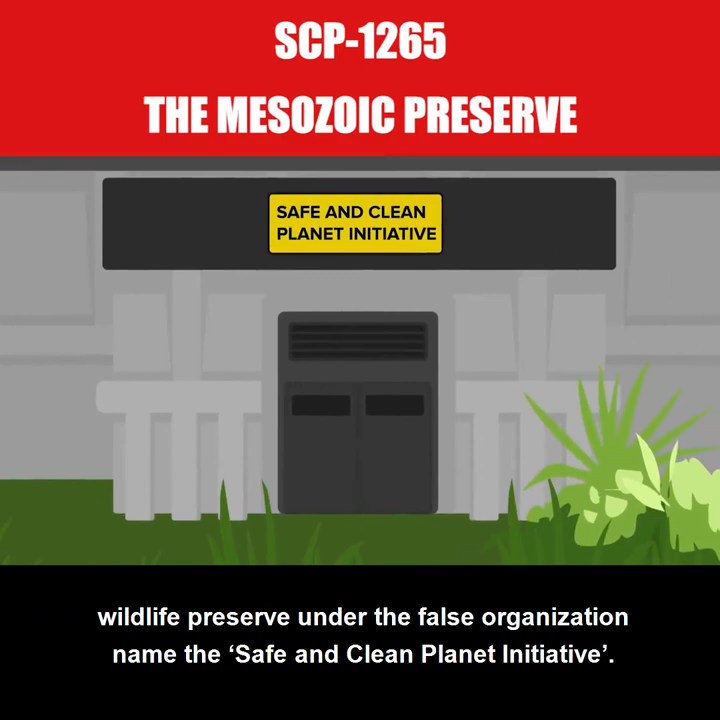 SCP-1265
THE MESOZOIC PRESERVE
SAFE AND CLEAN
PLANET INITIATIVE
wildlife preserve under the false organization
name the ‘Safe and Clean Planet Initiative’.